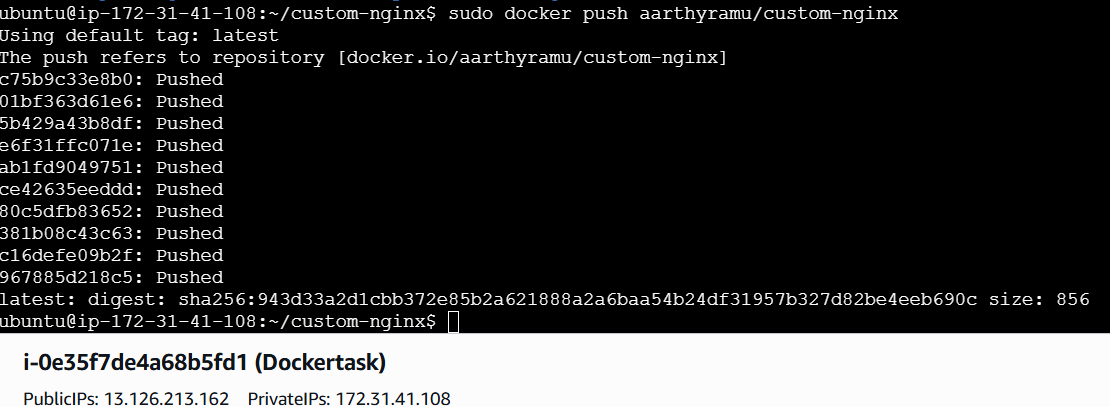 ubuntu@ip-172-31-41-108:~/custom-nginx$ sudo docker push aarthyramu/custom-nginx
Using default tag: latest
The push refers to repository [docker.io/aarthyramu/custom-nginx]
c75b9c33e8b0: Pushed
01bf363d61e6: Pushed
5b429a43b8df: Pushed
e6f31ffc071e: Pushed
ab1fd9049751: Pushed
ce42635eeddd: Pushed
80c5dfb83652: Pushed
381b08c43c63: Pushed
c16defe09b2f: Pushed
967885d218c5: Pushed
latest: digest: sha256:943d33a2d1cbb372e85b2a621888a2a6baa54b24df31957b327d82be4eeb690c size: 856
ubuntu@ip-172-31-41-108:~/custom-nginx$
i-0e35f7de4a68b5fd1 (Dockertask)
PublicIPs: 13.126.213.162 PrivateIPs: 172.31.41.108